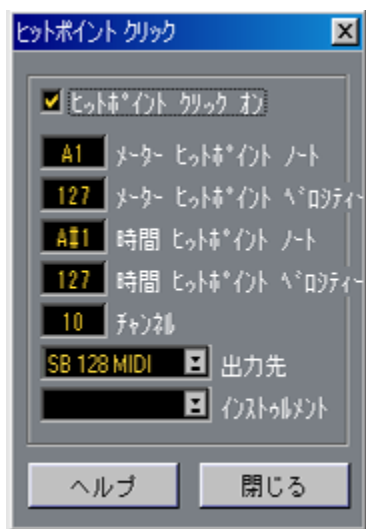 ヒットポイント クリック
ﾋｯﾄﾎﾟｲﾝﾄ ｸﾘｯｸ ｵﾝ
A1 ﾒｰﾀｰ ﾋｯﾄﾎﾟｲﾝﾄ ﾉｰﾄ
127 ﾒｰﾀｰ ﾋｯﾄﾎﾟｲﾝﾄ ﾍﾞﾛｼﾃｨｰ
A#1 時間 ﾋｯﾄﾎﾟｲﾝﾄ ﾉｰﾄ
127 時間 ﾋｯﾄﾎﾟｲﾝﾄ ﾍﾞﾛｼﾃｨｰ
10 ﾁｬﾝﾈﾙ
SB 128 MIDI 出力先
ｲﾝｽﾄｩﾙﾒﾝﾄ
ヘルプ 閉じる